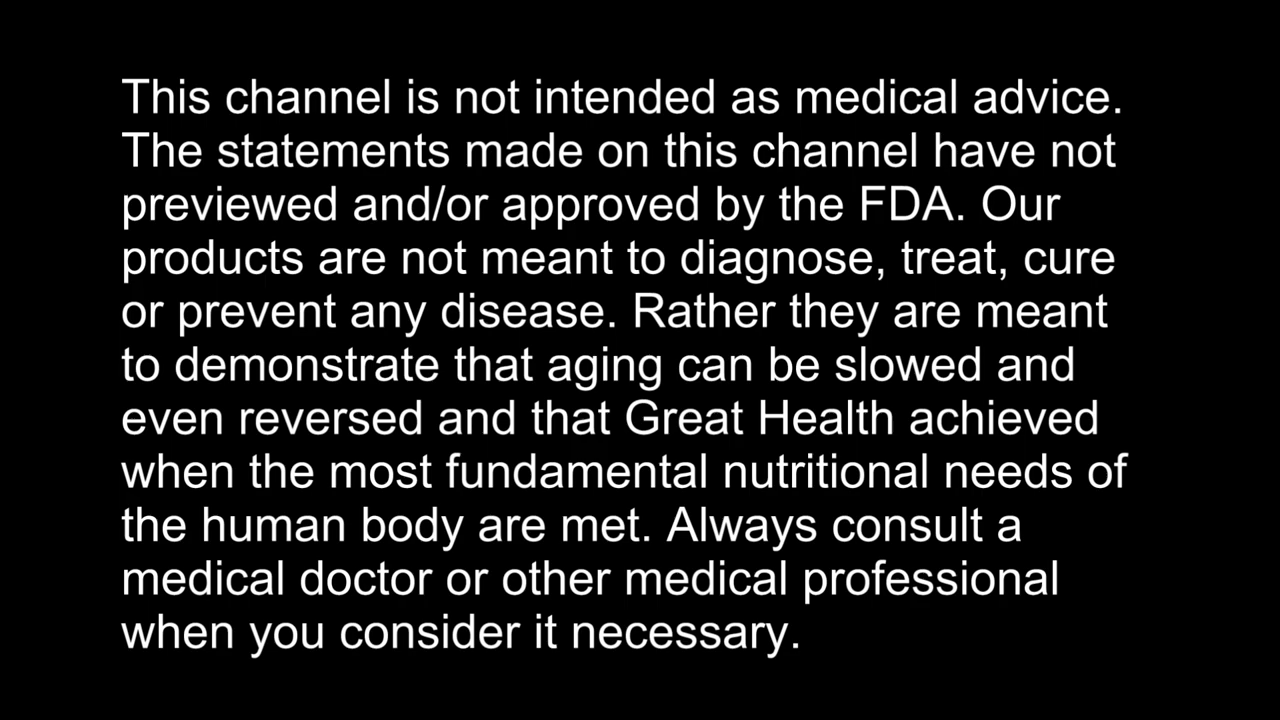 This channel is not intended as medical advice.
The statements made on this channel have not
previewed and/or approved by the FDA. Our
products are not meant to diagnose, treat, cure
or prevent any disease. Rather they are meant
to demonstrate that aging can be slowed and
even reversed and that Great Health achieved
when the most fundamental nutritional needs of
the human body are met. Always consult a
medical doctor or other medical professional
when you consider it necessary.